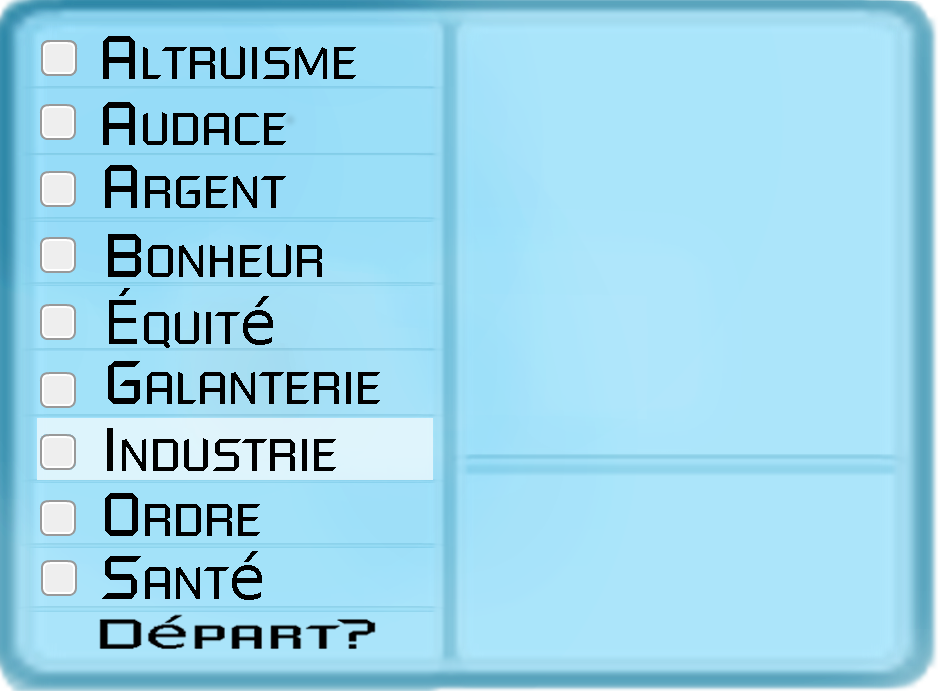 Altruisme
Audace
Argent
Bonheur
Équité
Galanterie
Industrie
Ordre
Santé
Départ?